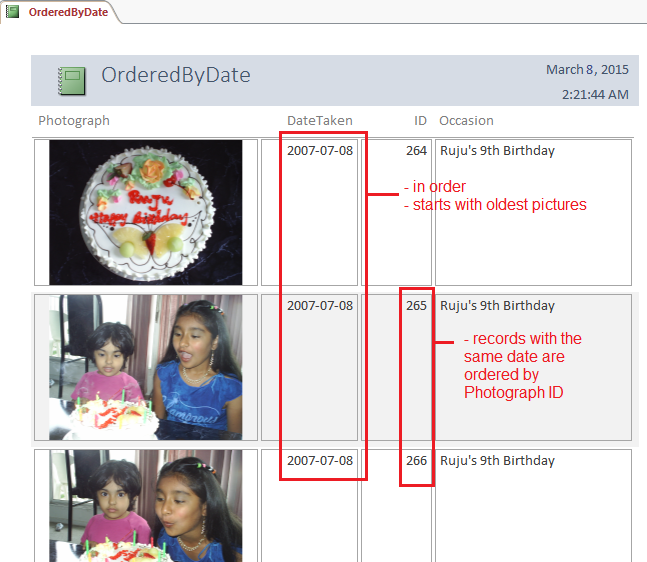 OrderedByDate
OrderedByDate
March 8, 2015
2:21:44 AM
Photograph DateTaken ID Occasion
Ruju
Happy Birthday
2007-07-08 264 Ruju's 9th Birthday
- in order
- starts with oldest pictures
2007-07-08 265 Ruju's 9th Birthday
- records with the
same date are
ordered by
Photograph ID
2007-07-08 266 Ruju's 9th Birthday